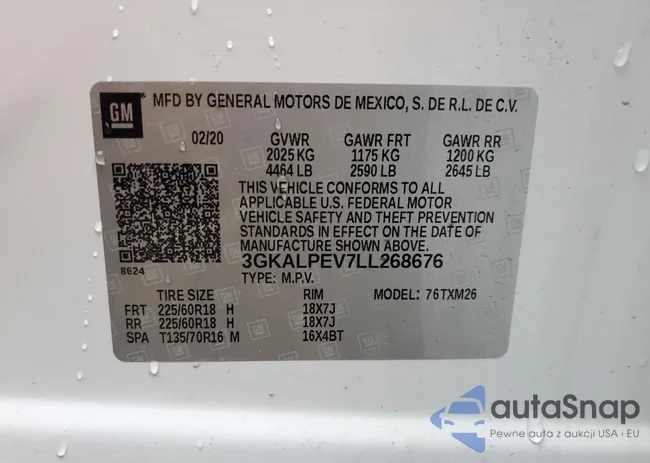 GM
MFD BY GENERAL MOTORS DE MEXICO, S. DE R.L. DE C.V.
02/20 GVWR GAWR FRT GAWR RR
2025 KG 1175 KG 1200 KG
4464 LB 2590 LB 2645 LB
THIS VEHICLE CONFORMS TO ALL
APPLICABLE U.S. FEDERAL MOTOR
VEHICLE SAFETY AND THEFT PREVENTION
STANDARDS IN EFFECT ON THE DATE OF
MANUFACTURE SHOWN ABOVE.
8624
3GKALPEV7LL268676
TYPE: M.P.V.
TIRE SIZE RIM MODEL: 76TXM26
FRT 225/60R18 H 18X7J
RR 225/60R18 H 18X7J
SPA T135/70R16 M 16X4BT
autaSnap
Pewne auta z aukcji USA i EU